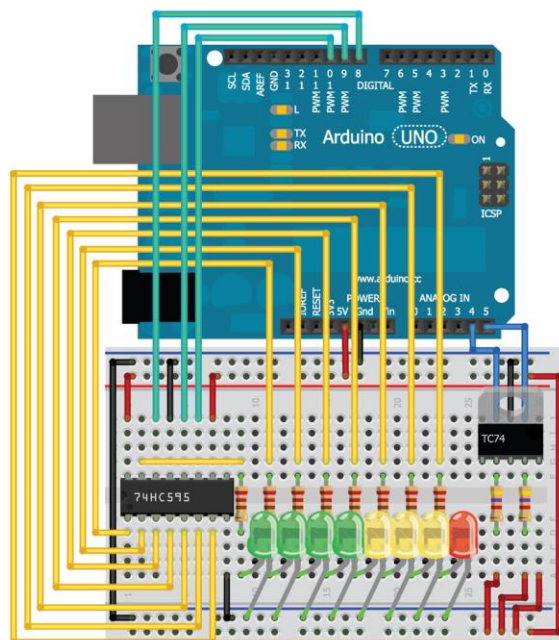 SCL
SDA
AREF
GND
13
12
PWM 11
PWM 10
PWM 9
8
DIGITAL
7
PWM 6
PWM 5
4
PWM 3
2
TX 1
RX 0
L
TX
RX
Arduino UNO
ON
1
ICSP
www.arduino.cc
POWER
ANALOG IN
RESET
3V3
5V
Gnd
Vin
1
2
3
4
5
10
15
20
25
TC74
74HC595
1
10
15
20
25